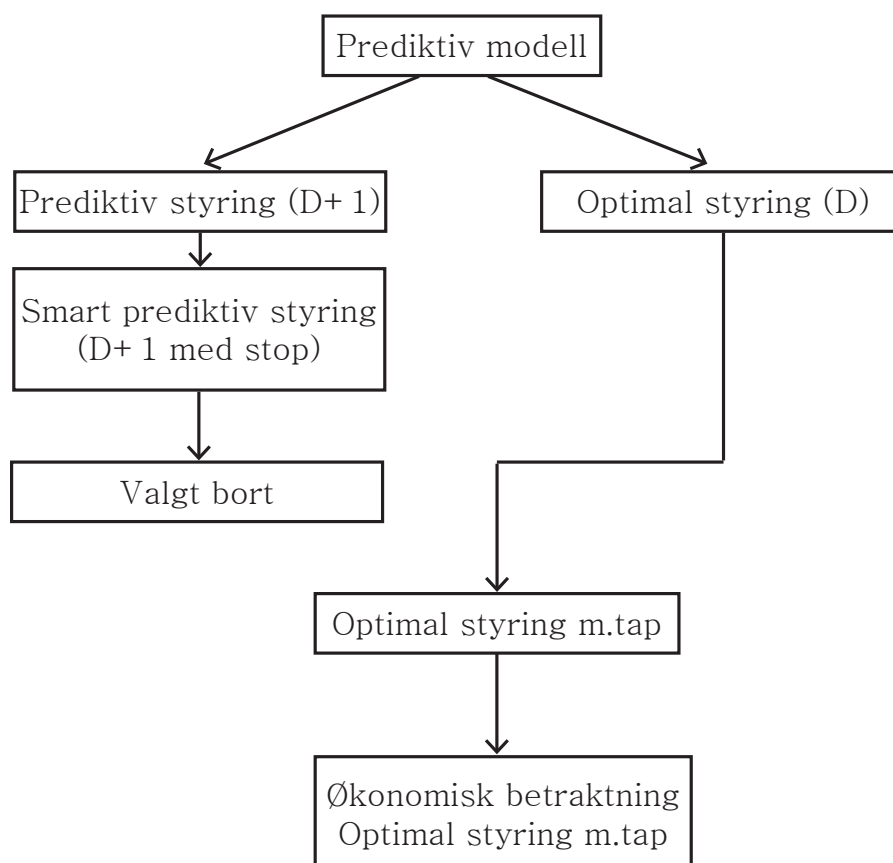 Prediktiv modell
Prediktiv styring (D+ 1)
Optimal styring (D)
Smart prediktiv styring
(D+ 1 med stop)
Valgt bort
Optimal styring m.tap
Økonomisk betraktning
Optimal styring m.tap